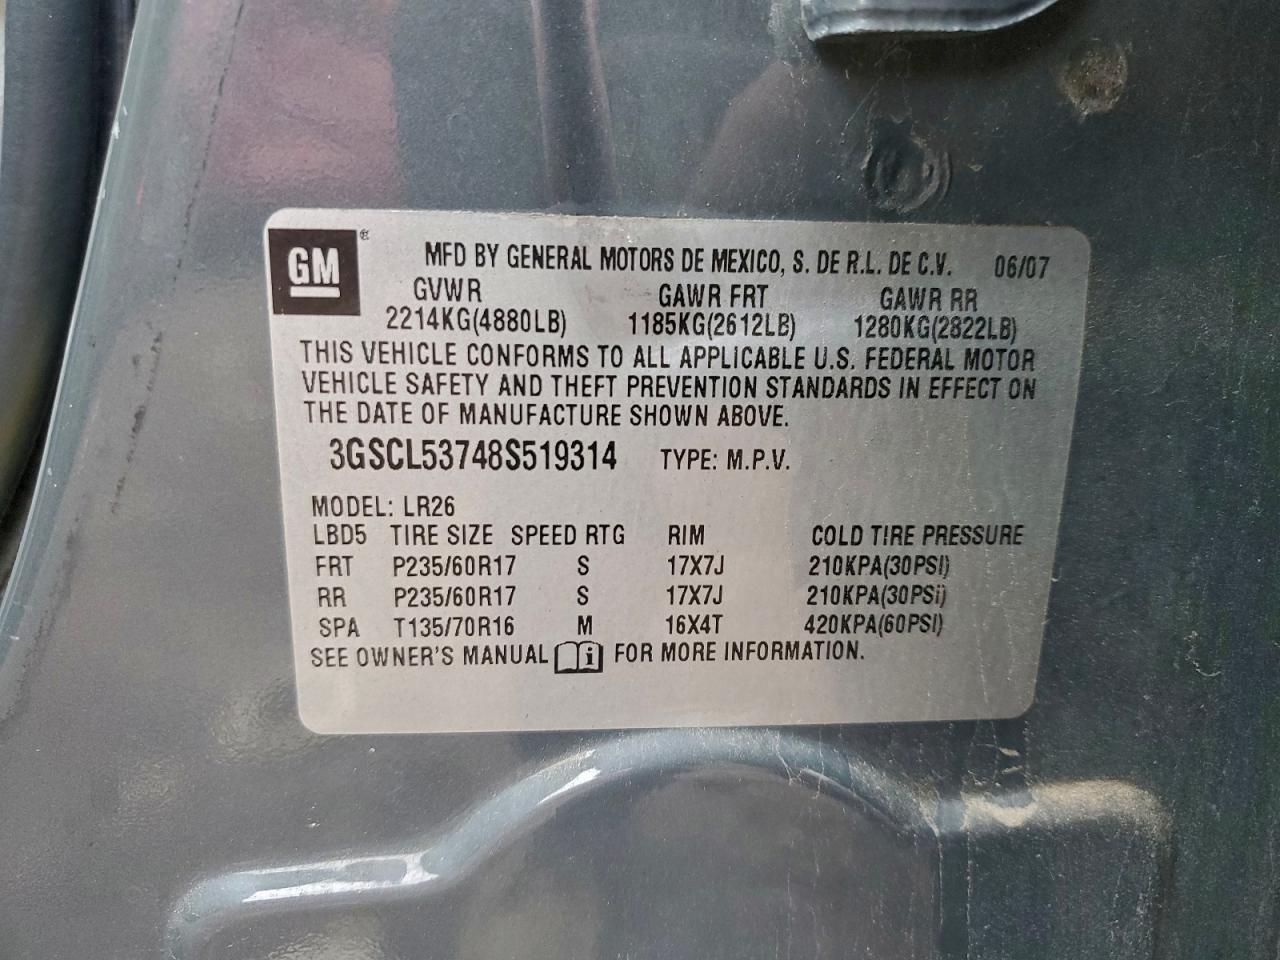 GM ® MFD BY GENERAL MOTORS DE MEXICO, S. DE R.L. DE C.V. 06/07
GVWR GAWR FRT GAWR RR
2214KG(4880LB) 1185KG(2612LB) 1280KG(2822LB)
THIS VEHICLE CONFORMS TO ALL APPLICABLE U.S. FEDERAL MOTOR
VEHICLE SAFETY AND THEFT PREVENTION STANDARDS IN EFFECT ON
THE DATE OF MANUFACTURE SHOWN ABOVE.
3GSCL53748S519314 TYPE: M.P.V.
MODEL: LR26
LBD5 TIRE SIZE SPEED RTG RIM COLD TIRE PRESSURE
FRT P235/60R17 S 17X7J 210KPA(30PSI)
RR P235/60R17 S 17X7J 210KPA(30PSi)
SPA T135/70R16 M 16X4T 420KPA(60PSI)
SEE OWNER'S MANUAL i FOR MORE INFORMATION.